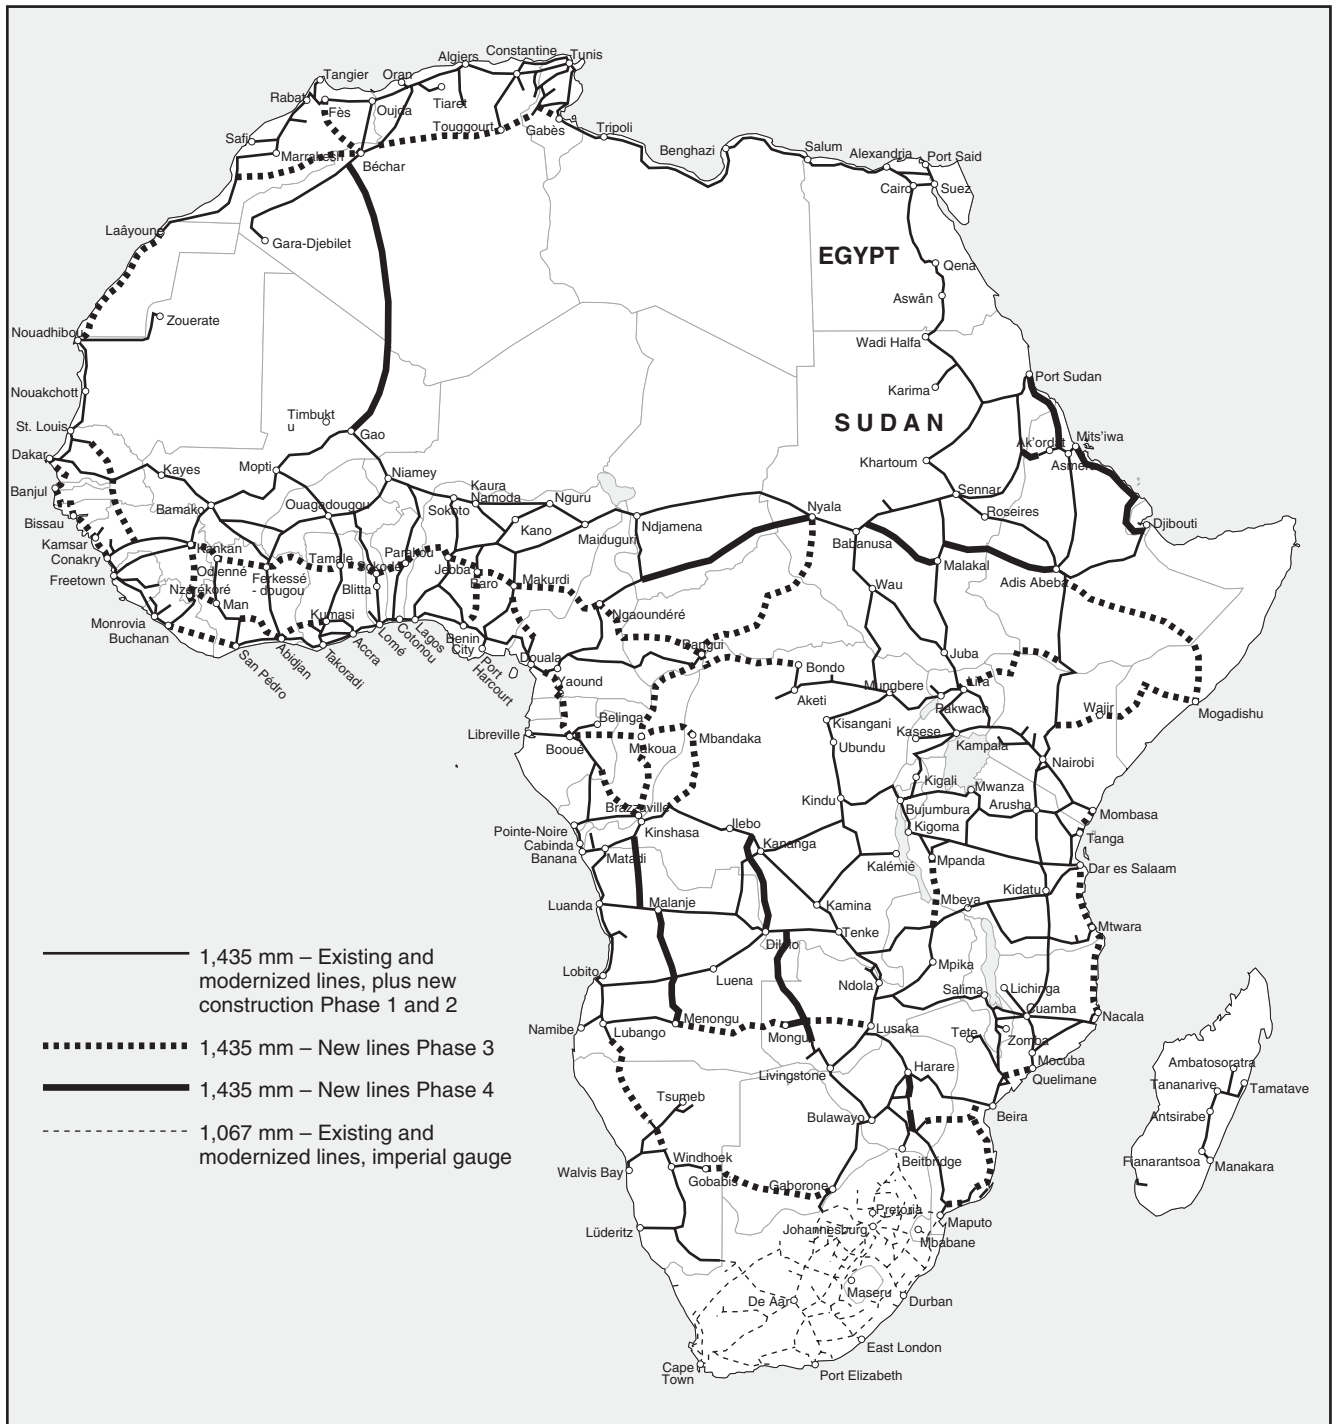 Constantine
Tunis
Algiers
Tangier
Oran
Rabat
Fès
Oujda
Tiaret
Touggourt
Gabès
Tripoli
Safi
Marrakesh
Béchar
Benghazi
Salum
Alexandria
Port Said
Cairo
Suez
Laâyoune
Gara-Djebilet
EGYPT
Qena
Aswân
Zouerate
Nouadhibou
Wadi Halfa
Karima
Port Sudan
Nouakchott
Timbukt
u
St. Louis
Gao
SUDAN
Ak'ordat
Mits'iwa
Asmera
Dakar
Kayes
Mopti
Niamey
Khartoum
Banjul
Kaura
Namoda
Nguru
Sennar
Bissau
Bamako
Ouagadougou
Sokoto
Nyala
Roseires
Kamsar
Kano
Ndjamena
Djibouti
Maiduguri
Babanusa
Conakry
Kankan
Tamale
Parakou
Freetown
Odienné
Sokodé
Jebba
Malakal
Adis Abeba
Ferkessé
- dougou
Baro
Makurdi
Nzérékoré
Blitta
Wau
Man
Kumasi
Ngaoundéré
Monrovia
Buchanan
San Pédro
Abidjan
Takoradi
Accra
Lomé
Cotonou
Lagos
Benin
City
Port
Harcourt
Douala
Bangui
Juba
Bondo
Yaound
Aketi
Mungbere
Lira
Pakwach
Wajir
Mogadishu
Belinga
Kisangani
Libreville
Booué
Makoua
Mbandaka
Ubundu
Kasese
Kampala
Nairobi
Kigali
Mwanza
Brazzaville
Kindu
Bujumbura
Arusha
Mombasa
Pointe-Noire
Kinshasa
Ilebo
Kigoma
Tanga
Cabinda
Kananga
Banana
Matadi
Kalémié
Mpanda
Dar es Salaam
Kidatu
Luanda
Malanje
Kamina
Mbeya
Mtwara
Dilolo
Tenke
1,435 mm – Existing and
modernized lines, plus new
construction Phase 1 and 2
Lobito
Luena
Mpika
Ndola
Salima
Lichinga
Cuamba
Nacala
Namibe
Lubango
Menongu
Mongu
Lusaka
Tete
Zomba
1,435 mm – New lines Phase 3
Mocuba
Quelimane
Livingstone
Harare
Ambatosoratra
1,435 mm – New lines Phase 4
Tananarive
Tamatave
Tsumeb
Bulawayo
Beira
Antsirabe
1,067 mm – Existing and
modernized lines, imperial gauge
Windhoek
Walvis Bay
Gobabis
Gaborone
Beitbridge
Fianarantsoa
Manakara
Pretoria
Lüderitz
Johannesburg
Maputo
Mbabane
De Aar
Maseru
Durban
East London
Cape
Town
Port Elizabeth